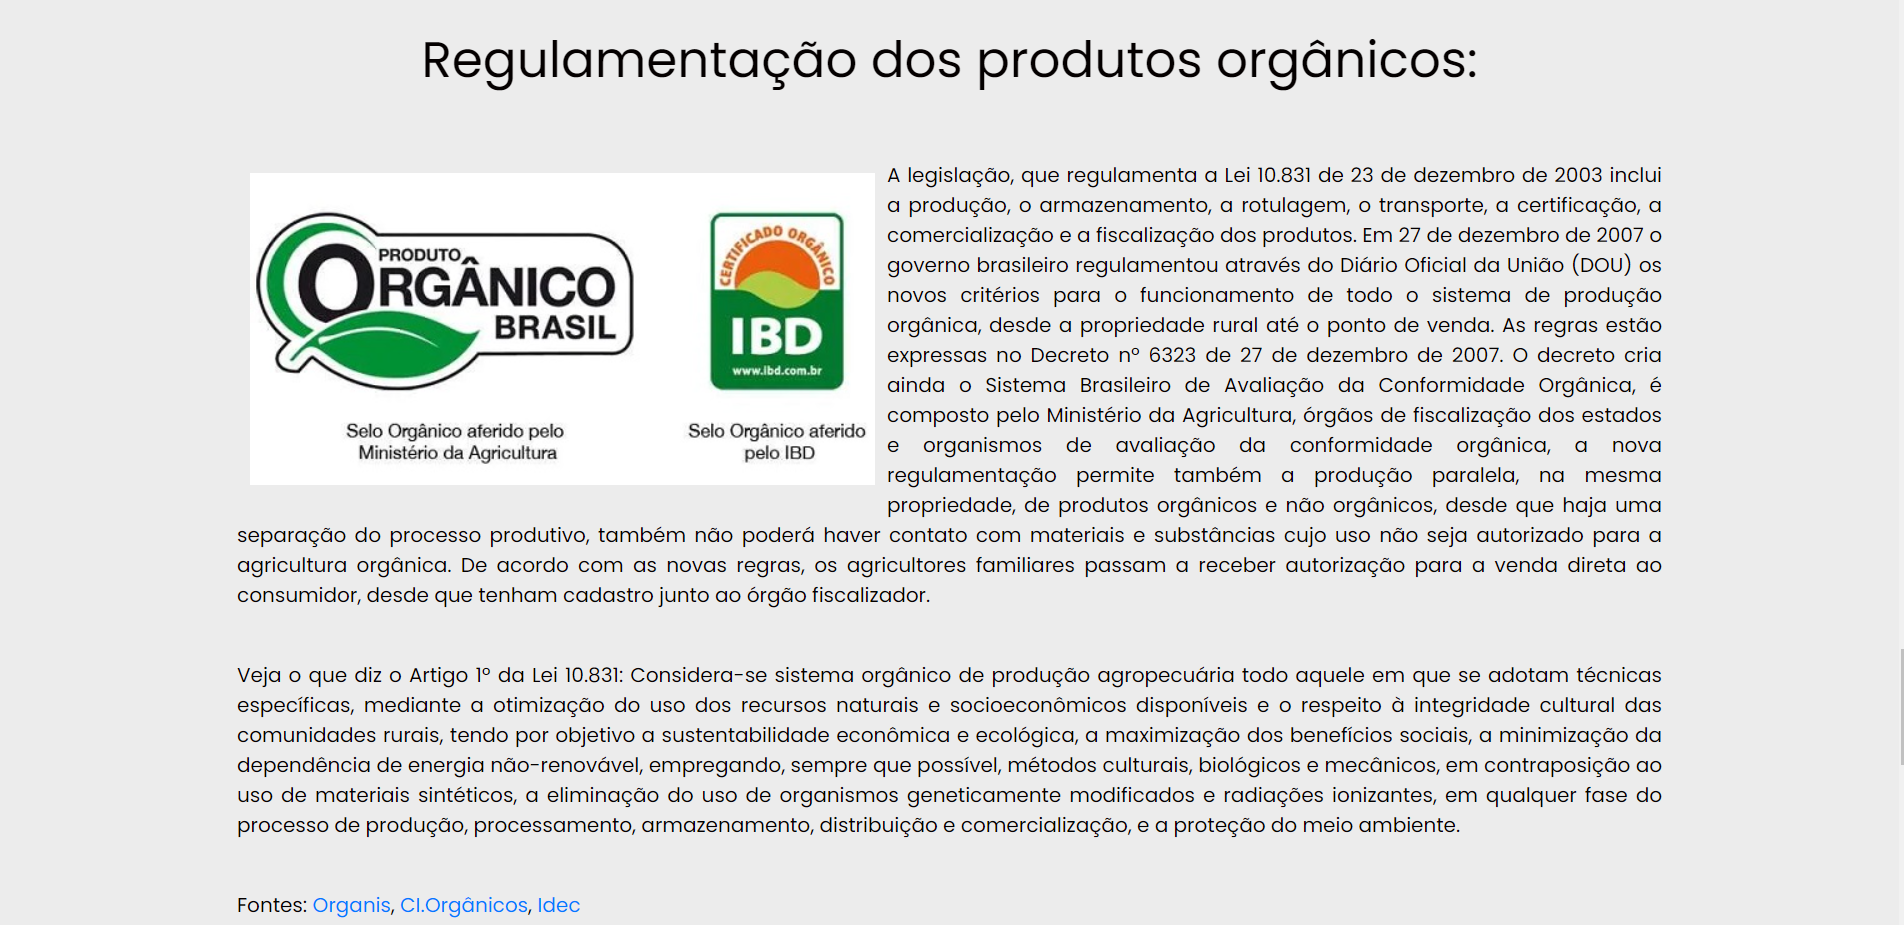 Regulamentação dos produtos orgânicos:
PRODUTO
ORGÂNICO
BRASIL
CERTIFICADO ORGÂNICO
IBD
www.ibd.com.br
Selo Orgânico aferido pelo
Ministério da Agricultura
Selo Orgânico aferido
pelo IBD
A legislação, que regulamenta a Lei 10.831 de 23 de dezembro de 2003 inclui
a produção, o armazenamento, a rotulagem, o transporte, a certificação, a
comercialização e a fiscalização dos produtos. Em 27 de dezembro de 2007 o
governo brasileiro regulamentou através do Diário Oficial da União (DOU) os
novos critérios para o funcionamento de todo o sistema de produção
orgânica, desde a propriedade rural até o ponto de venda. As regras estão
expressas no Decreto nº 6323 de 27 de dezembro de 2007. O decreto cria
ainda o Sistema Brasileiro de Avaliação da Conformidade Orgânica, é
composto pelo Ministério da Agricultura, órgãos de fiscalização dos estados
e organismos de avaliação da conformidade orgânica, a nova
regulamentação permite também a produção paralela, na mesma
propriedade, de produtos orgânicos e não orgânicos, desde que haja uma
separação do processo produtivo, também não poderá haver contato com materiais e substâncias cujo uso não seja autorizado para a
agricultura orgânica. De acordo com as novas regras, os agricultores familiares passam a receber autorização para a venda direta ao
consumidor, desde que tenham cadastro junto ao órgão fiscalizador.
Veja o que diz o Artigo 1º da Lei 10.831: Considera-se sistema orgânico de produção agropecuária todo aquele em que se adotam técnicas
específicas, mediante a otimização do uso dos recursos naturais e socioeconômicos disponíveis e o respeito à integridade cultural das
comunidades rurais, tendo por objetivo a sustentabilidade econômica e ecológica, a maximização dos benefícios sociais, a minimização da
dependência de energia não-renovável, empregando, sempre que possível, métodos culturais, biológicos e mecânicos, em contraposição ao
uso de materiais sintéticos, a eliminação do uso de organismos geneticamente modificados e radiações ionizantes, em qualquer fase do
processo de produção, processamento, armazenamento, distribuição e comercialização, e a proteção do meio ambiente.
Fontes: Organis, CI.Orgânicos, Idec